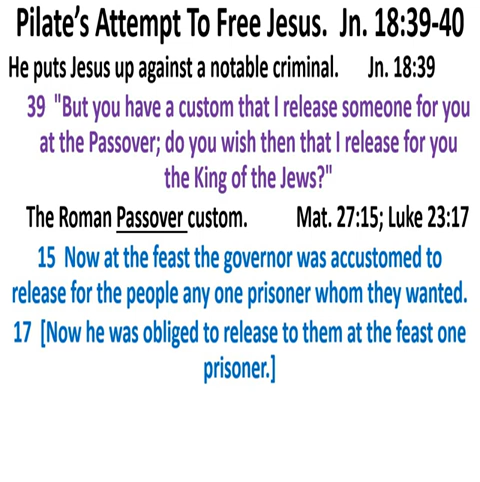 Pilate's Attempt To Free Jesus.  Jn. 18:39-40
He puts Jesus up against a notable criminal.  Jn. 18:39
39 "But you have a custom that I release someone for you
at the Passover; do you wish then that I release for you
the King of the Jews?"
The Roman Passover custom.  Mat. 27:15; Luke 23:17
15 Now at the feast the governor was accustomed to
release for the people any one prisoner whom they wanted.
17 [Now he was obliged to release to them at the feast one
prisoner.]